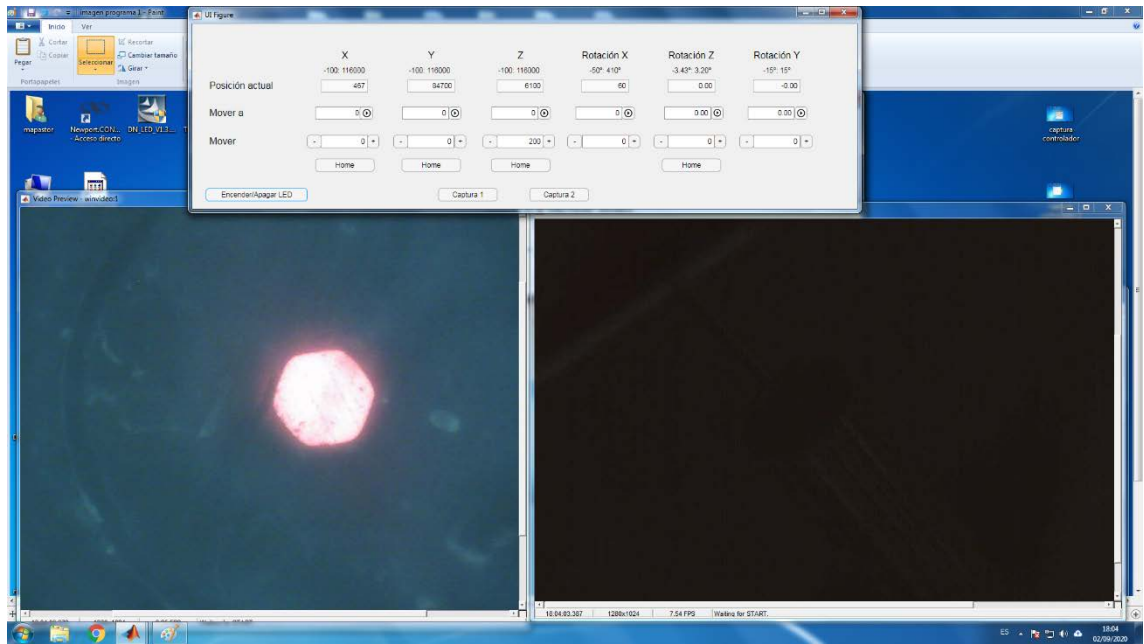 imagen programa 1 - Paint
UI Figure
Inicio Ver
Pegar
Cortar
Copiar
Portapapeles
Seleccionar
Recortar
Cambiar tamaño
Girar
Imagen
X Y Z Rotación X Rotación Z Rotación Y
-100: 116000 -100: 116000 -100: 116000 -50º: 410º -3.43º: 3.20º -15º: 15º
Posición actual 467 84700 6100 60 0.00 -0.00
Mover a 0 0 0 0 0.00 0.00
Mover - 0 + - 0 + - 200 + - 0 + - 0 + - 0 +
Home Home Home Home
Encender/Apagar LED Captura 1 Captura 2
mapastor
Newport.CON... - Acceso directo
DN_LED_V1.3...
captura controlador
Video Preview - winvideo:1
18:04:03.387 1280x1024 7.54 FPS Waiting for START.
ES
18:04
02/09/2020